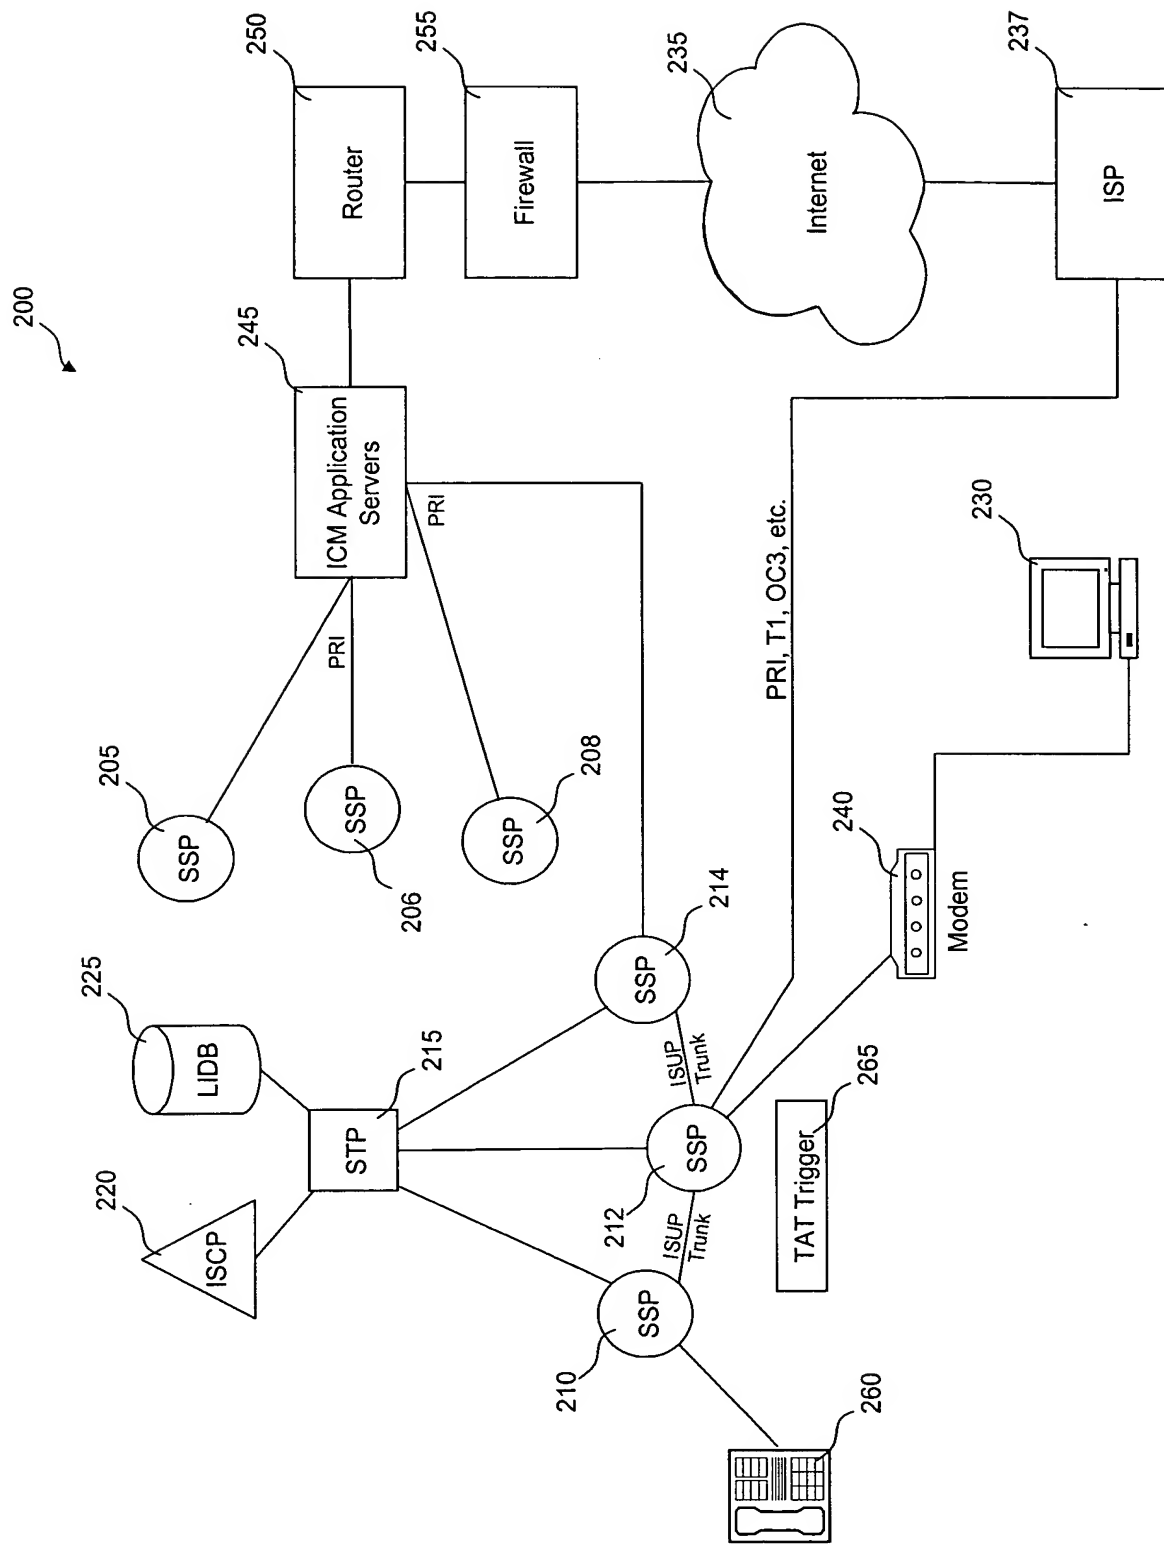 200
220
ISCP
225
LIDB
205
SSP
245
ICM Application
Servers
250
Router
STP
215
206
SSP
PRI
PRI
255
Firewall
208
SSP
210
SSP
ISUP
Trunk
212
SSP
ISUP
Trunk
214
SSP
235
Internet
PRI, T1, OC3, etc.
260
TAT Trigger
265
240
Modem
230
237
ISP